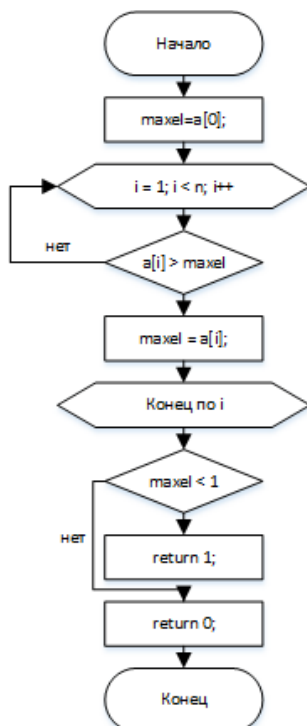 Начало
maxel=a[0];
i = 1; i < n; i++
нет
a[i] > maxel
maxel = a[i];
Конец по i
maxel < 1
нет
return 1;
return 0;
Конец